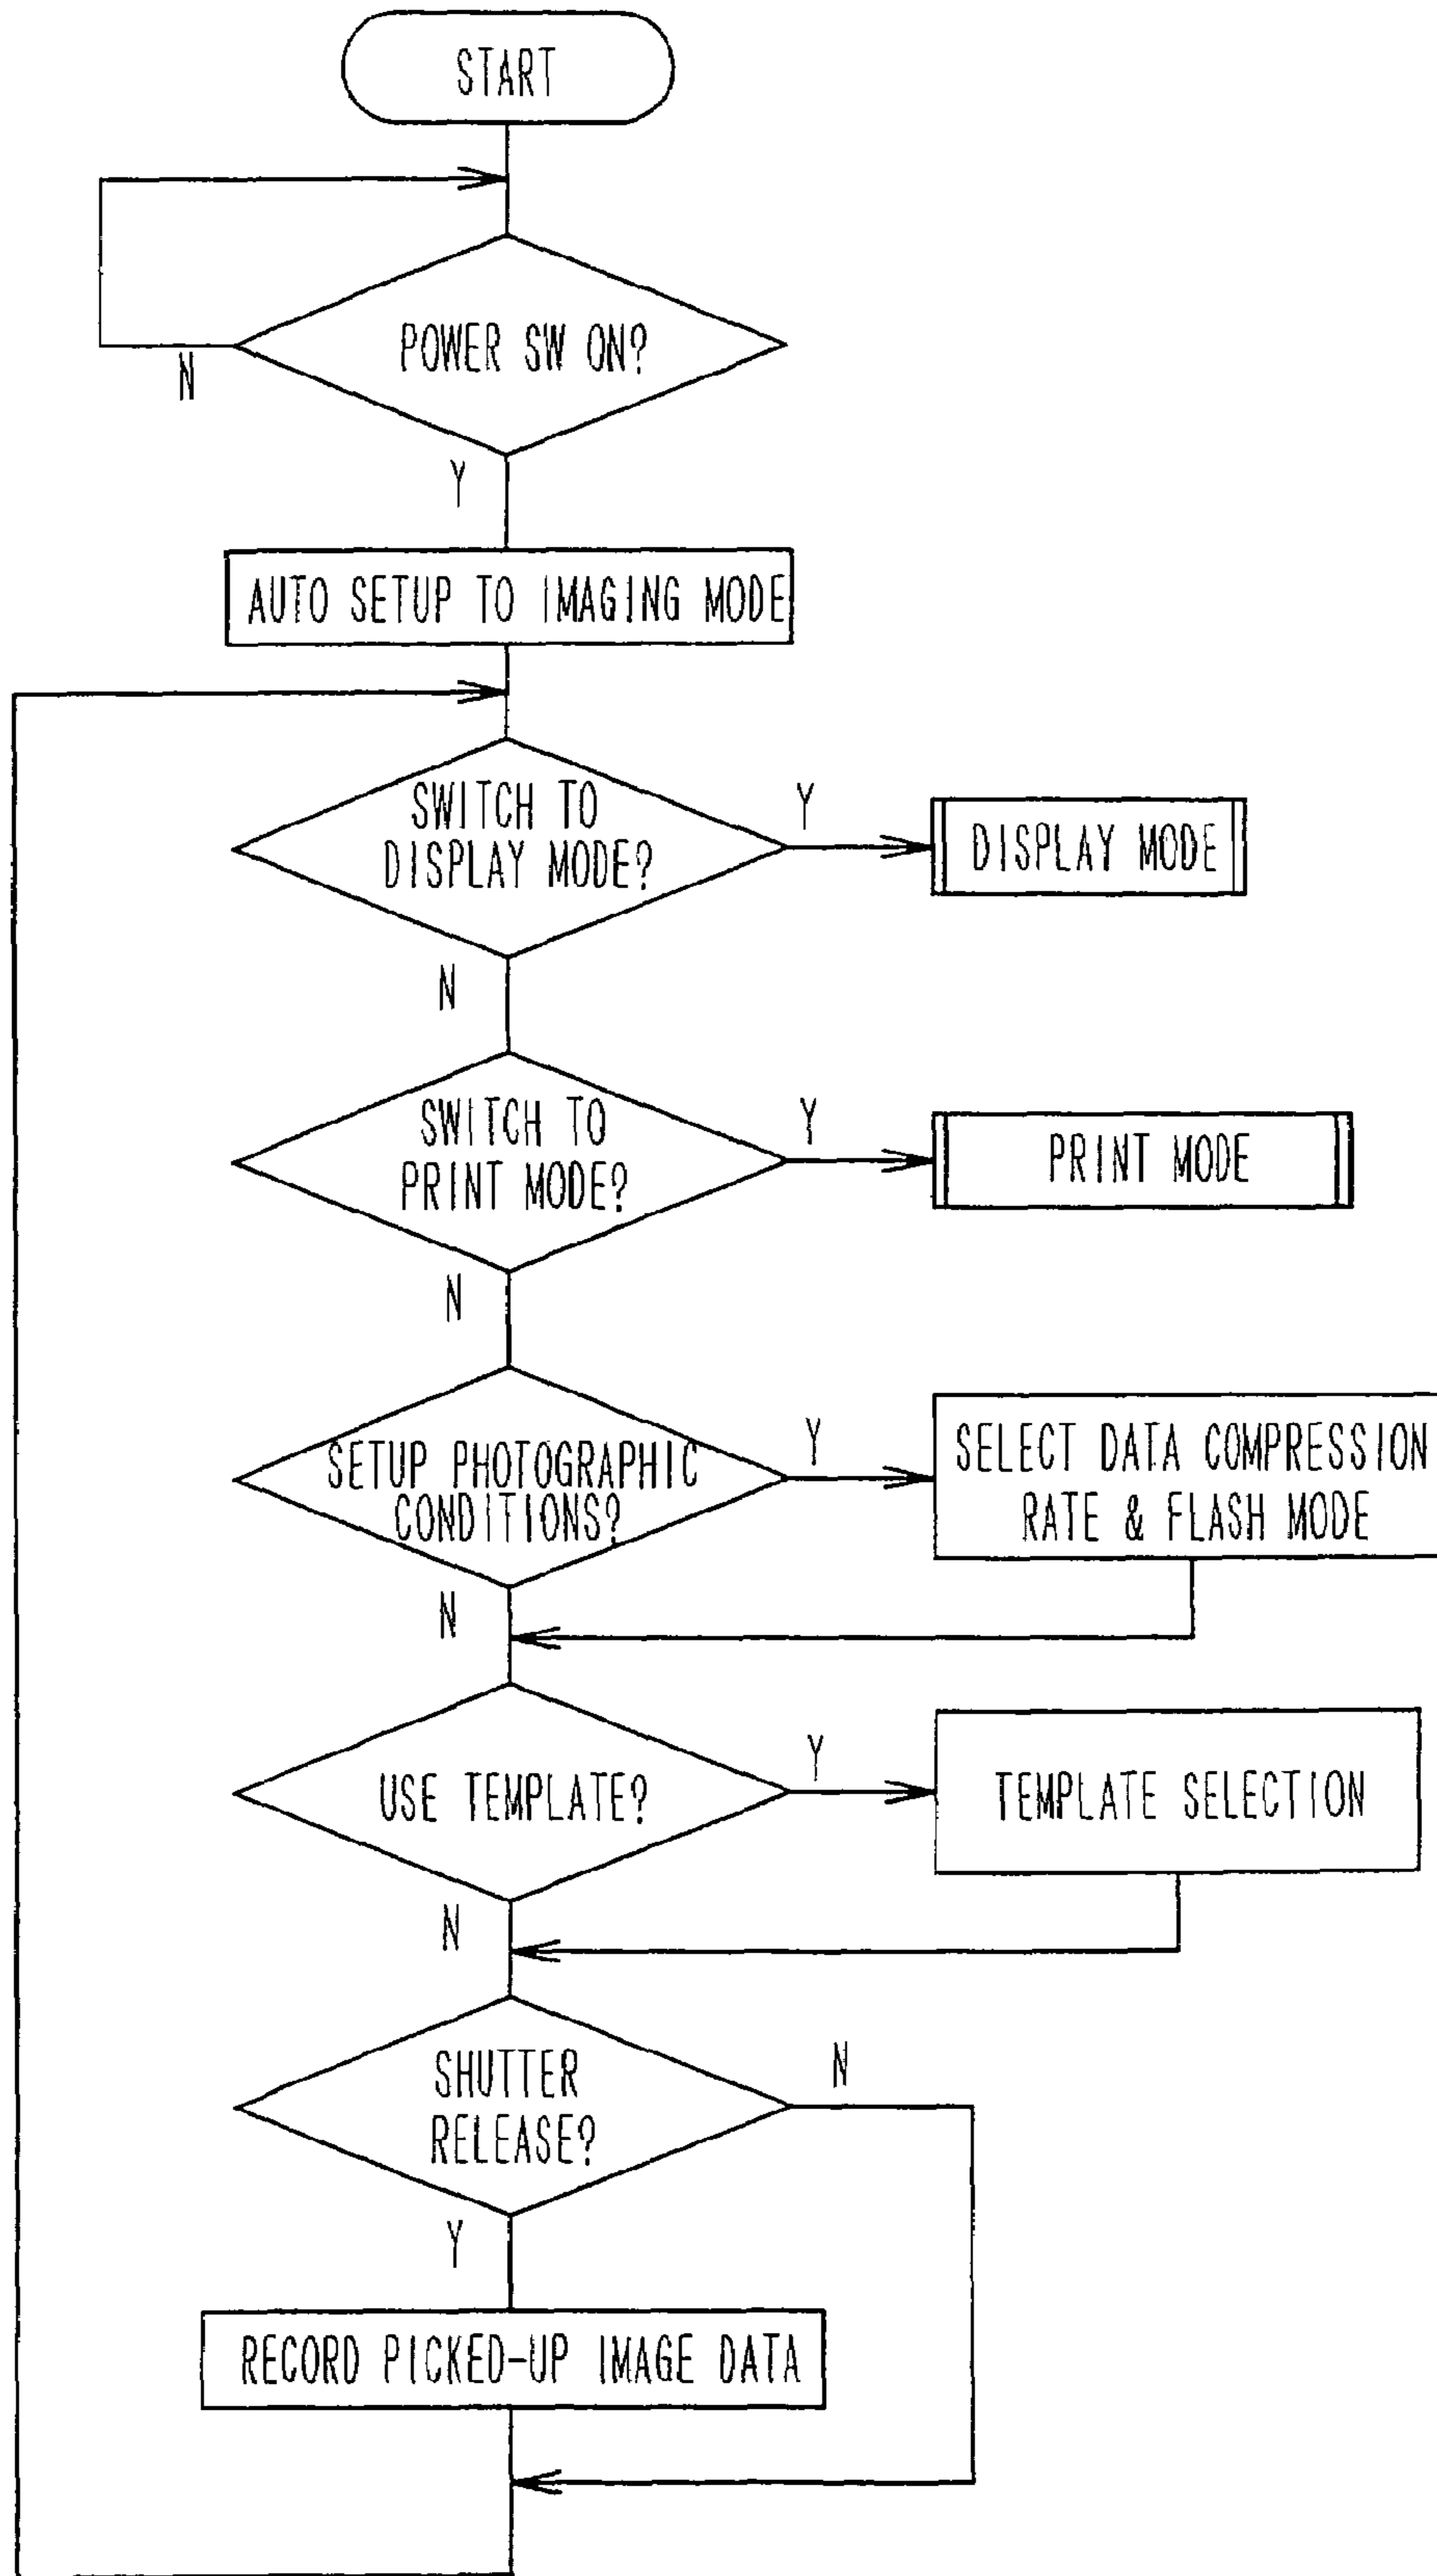 START
POWER SW ON?
N
Y
AUTO SETUP TO IMAGING MODE
SWITCH TO
DISPLAY MODE?
Y
DISPLAY MODE
N
SWITCH TO
PRINT MODE?
Y
PRINT MODE
N
SETUP PHOTOGRAPHIC
CONDITIONS?
Y
SELECT DATA COMPRESSION
RATE & FLASH MODE
N
USE TEMPLATE?
Y
TEMPLATE SELECTION
N
SHUTTER
RELEASE?
N
Y
RECORD PICKED-UP IMAGE DATA